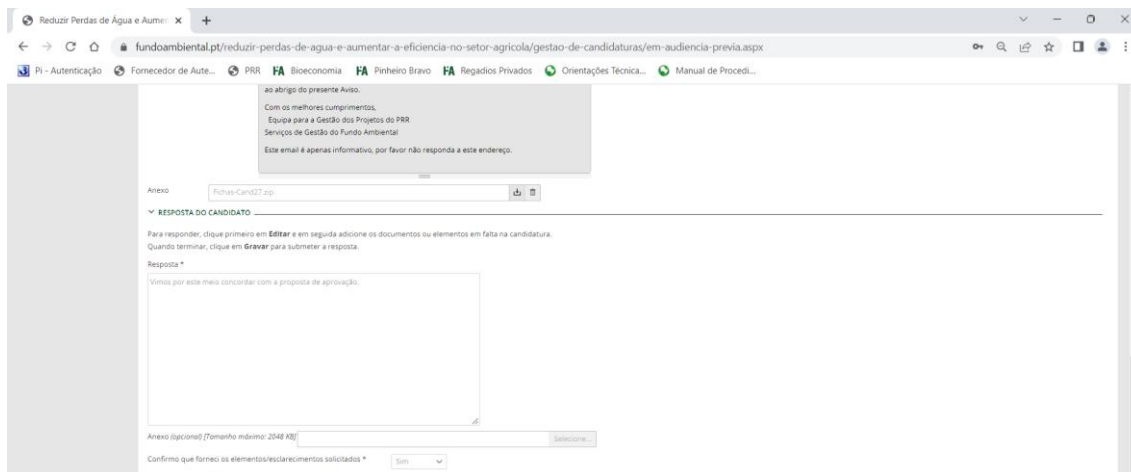 Reduzir Perdas de Água e Aumen
fundoambiental.pt/reduzir-perdas-de-agua-e-aumentar-a-eficiencia-no-setor-agricola/gestao-de-candidaturas/em-audiencia-previa.aspx
Pi - Autenticação Fornecedor de Aute... PRR FA Bioeconomia FA Pinheiro Bravo FA Regadios Privados Orientações Técnica... Manual de Procedi...
ao abrigo do presente Aviso.
Com os melhores cumprimentos,
Equipa para a Gestão dos Projetos do PRR
Serviços de Gestão do Fundo Ambiental
Este email é apenas informativo, por favor não responda a este endereço.
Anexo Fichas-Cand27.zip
RESPOSTA DO CANDIDATO
Para responder, clique primeiro em Editar e em seguida adicione os documentos ou elementos em falta na candidatura.
Quando terminar, clique em Gravar para submeter a resposta.
Resposta *
Vimos por este meio concordar com a proposta de aprovação.
Anexo (opcional) [Tamanho máximo: 2048 KB] Selecione...
Confirmo que forneci os elementos/esclarecimentos solicitados * Sim